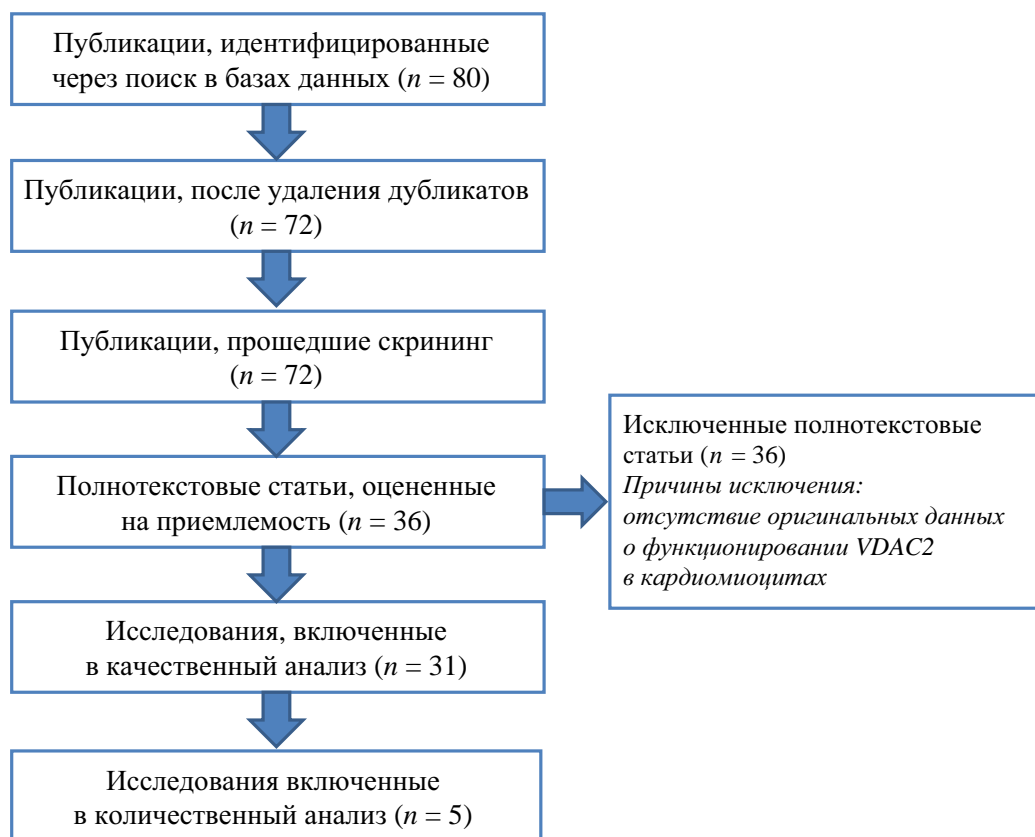 Публикации, идентифицированные
через поиск в базах данных (n = 80)
Публикации, после удаления дубликатов
(n = 72)
Публикации, прошедшие скрининг
(n = 72)
Полнотекстовые статьи, оцененные
на приемлемость (n = 36)
Исключенные полнотекстовые
статьи (n = 36)
Причины исключения:
отсутствие оригинальных данных
о функционировании VDAC2
в кардиомиоцитах
Исследования, включенные
в качественный анализ (n = 31)
Исследования включенные
в количественный анализ (n = 5)